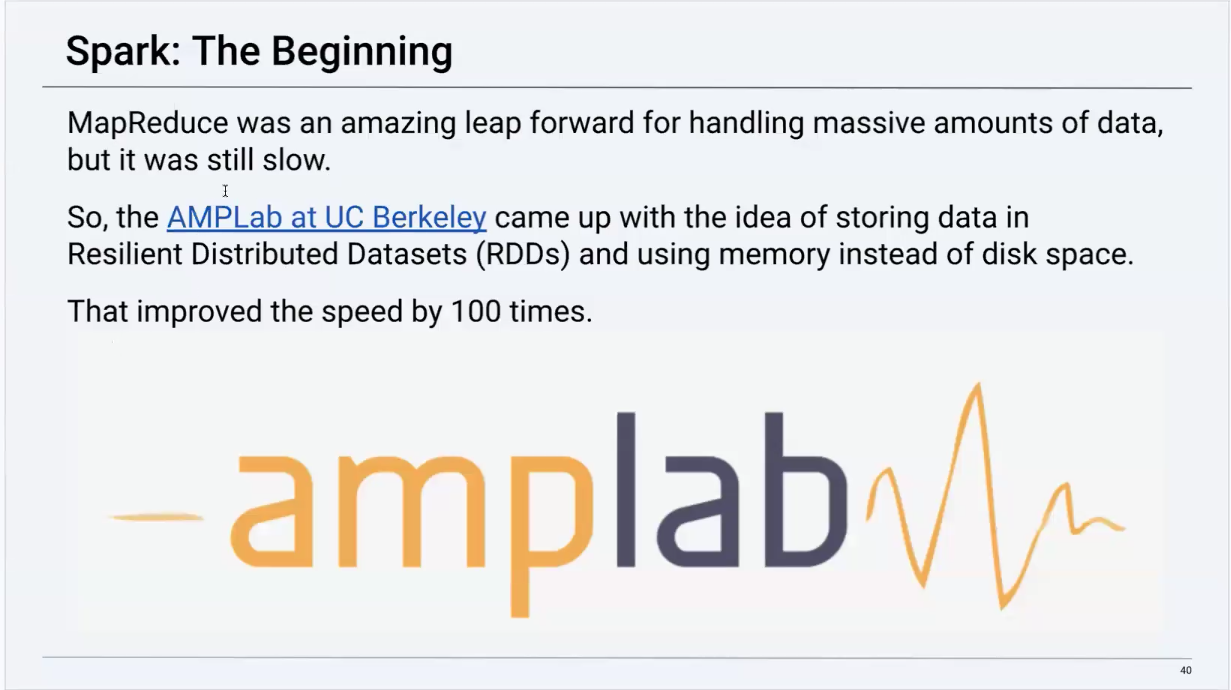 Spark: The Beginning
MapReduce was an amazing leap forward for handling massive amounts of data,
but it was still slow.
So, the AMPLab at UC Berkeley came up with the idea of storing data in
Resilient Distributed Datasets (RDDs) and using memory instead of disk space.
That improved the speed by 100 times.
amplab
40